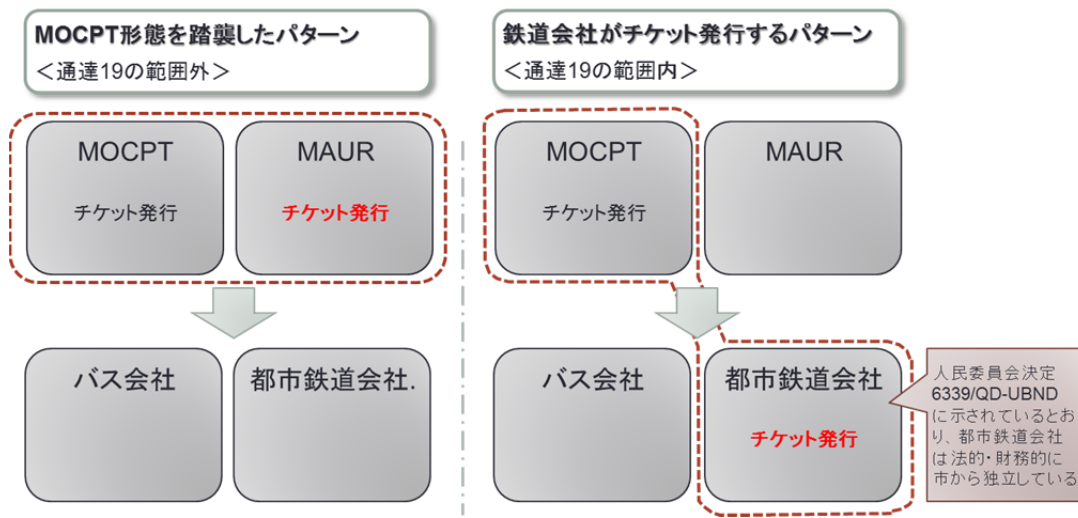 MOCPT形態を踏襲したパターン
＜通達19の範囲外＞
MOCPT
チケット発行
MAUR
チケット発行
バス会社
都市鉄道会社.
鉄道会社がチケット発行するパターン
＜通達19の範囲内＞
MOCPT
チケット発行
MAUR
バス会社
都市鉄道会社
チケット発行
人民委員会決定
6339/QD-UBND
に示されているとお
り、都市鉄道会社
は法的・財務的に
市から独立している